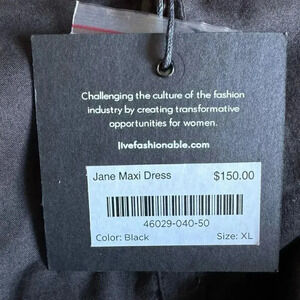 Challenging the culture of the fashion
industry by creating transformative
opportunities for women.
livefashionable.com
Jane Maxi Dress $150.00
46029-040-50
Color: Black Size: XL